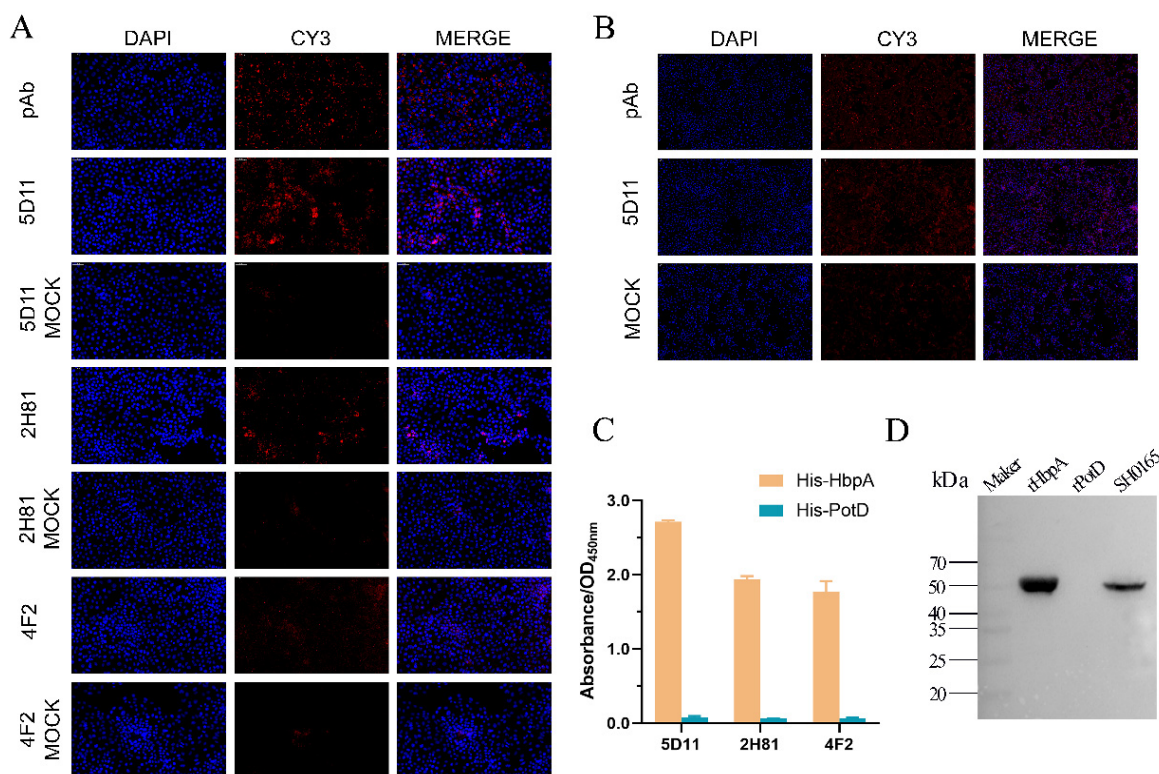 A
DAPI CY3 MERGE
pAb
5D11
5D11 MOCK
2H81
2H81 MOCK
4F2
4F2 MOCK
B
DAPI CY3 MERGE
pAb
5D11
MOCK
C
His-HbpA
His-PotD
Absorbance/OD450nm
3.0
2.0
1.0
0.0
5D11 2H81 4F2
D
kDa Maker rHbpA rPotD SH0165
70
50
40
35
25
20